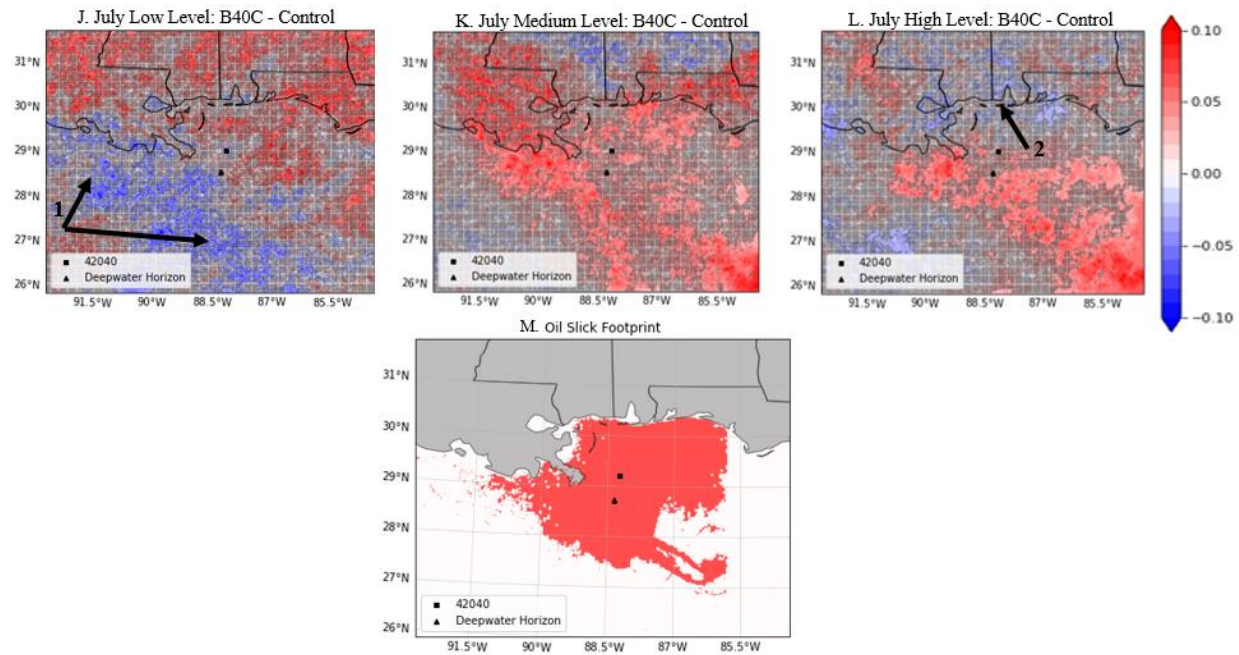 J. July Low Level: B40C - Control
K. July Medium Level: B40C - Control
L. July High Level: B40C - Control
31°N
30°N
29°N
28°N
27°N
26°N
1
42040
Deepwater Horizon
91.5°W 90°W 88.5°W 87°W 85.5°W
31°N
30°N
29°N
28°N
27°N
26°N
42040
Deepwater Horizon
91.5°W 90°W 88.5°W 87°W 85.5°W
31°N
30°N
29°N
28°N
27°N
26°N
2
42040
Deepwater Horizon
91.5°W 90°W 88.5°W 87°W 85.5°W
0.10
0.05
0.00
−0.05
−0.10
M. Oil Slick Footprint
31°N
30°N
29°N
28°N
27°N
26°N
42040
Deepwater Horizon
91.5°W 90°W 88.5°W 87°W 85.5°W